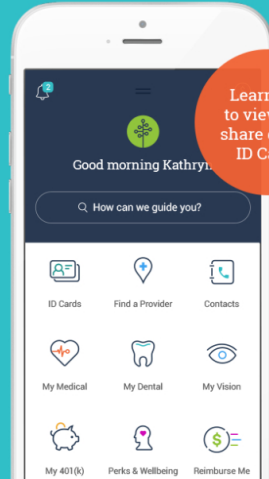 2
Learn
to view
share
ID
Good morning Kathryn
How can we guide you?
ID Cards
Find a Provider
Contacts
My Medical
My Dental
My Vision
My 401(k)
Perks & Wellbeing
Reimburse Me